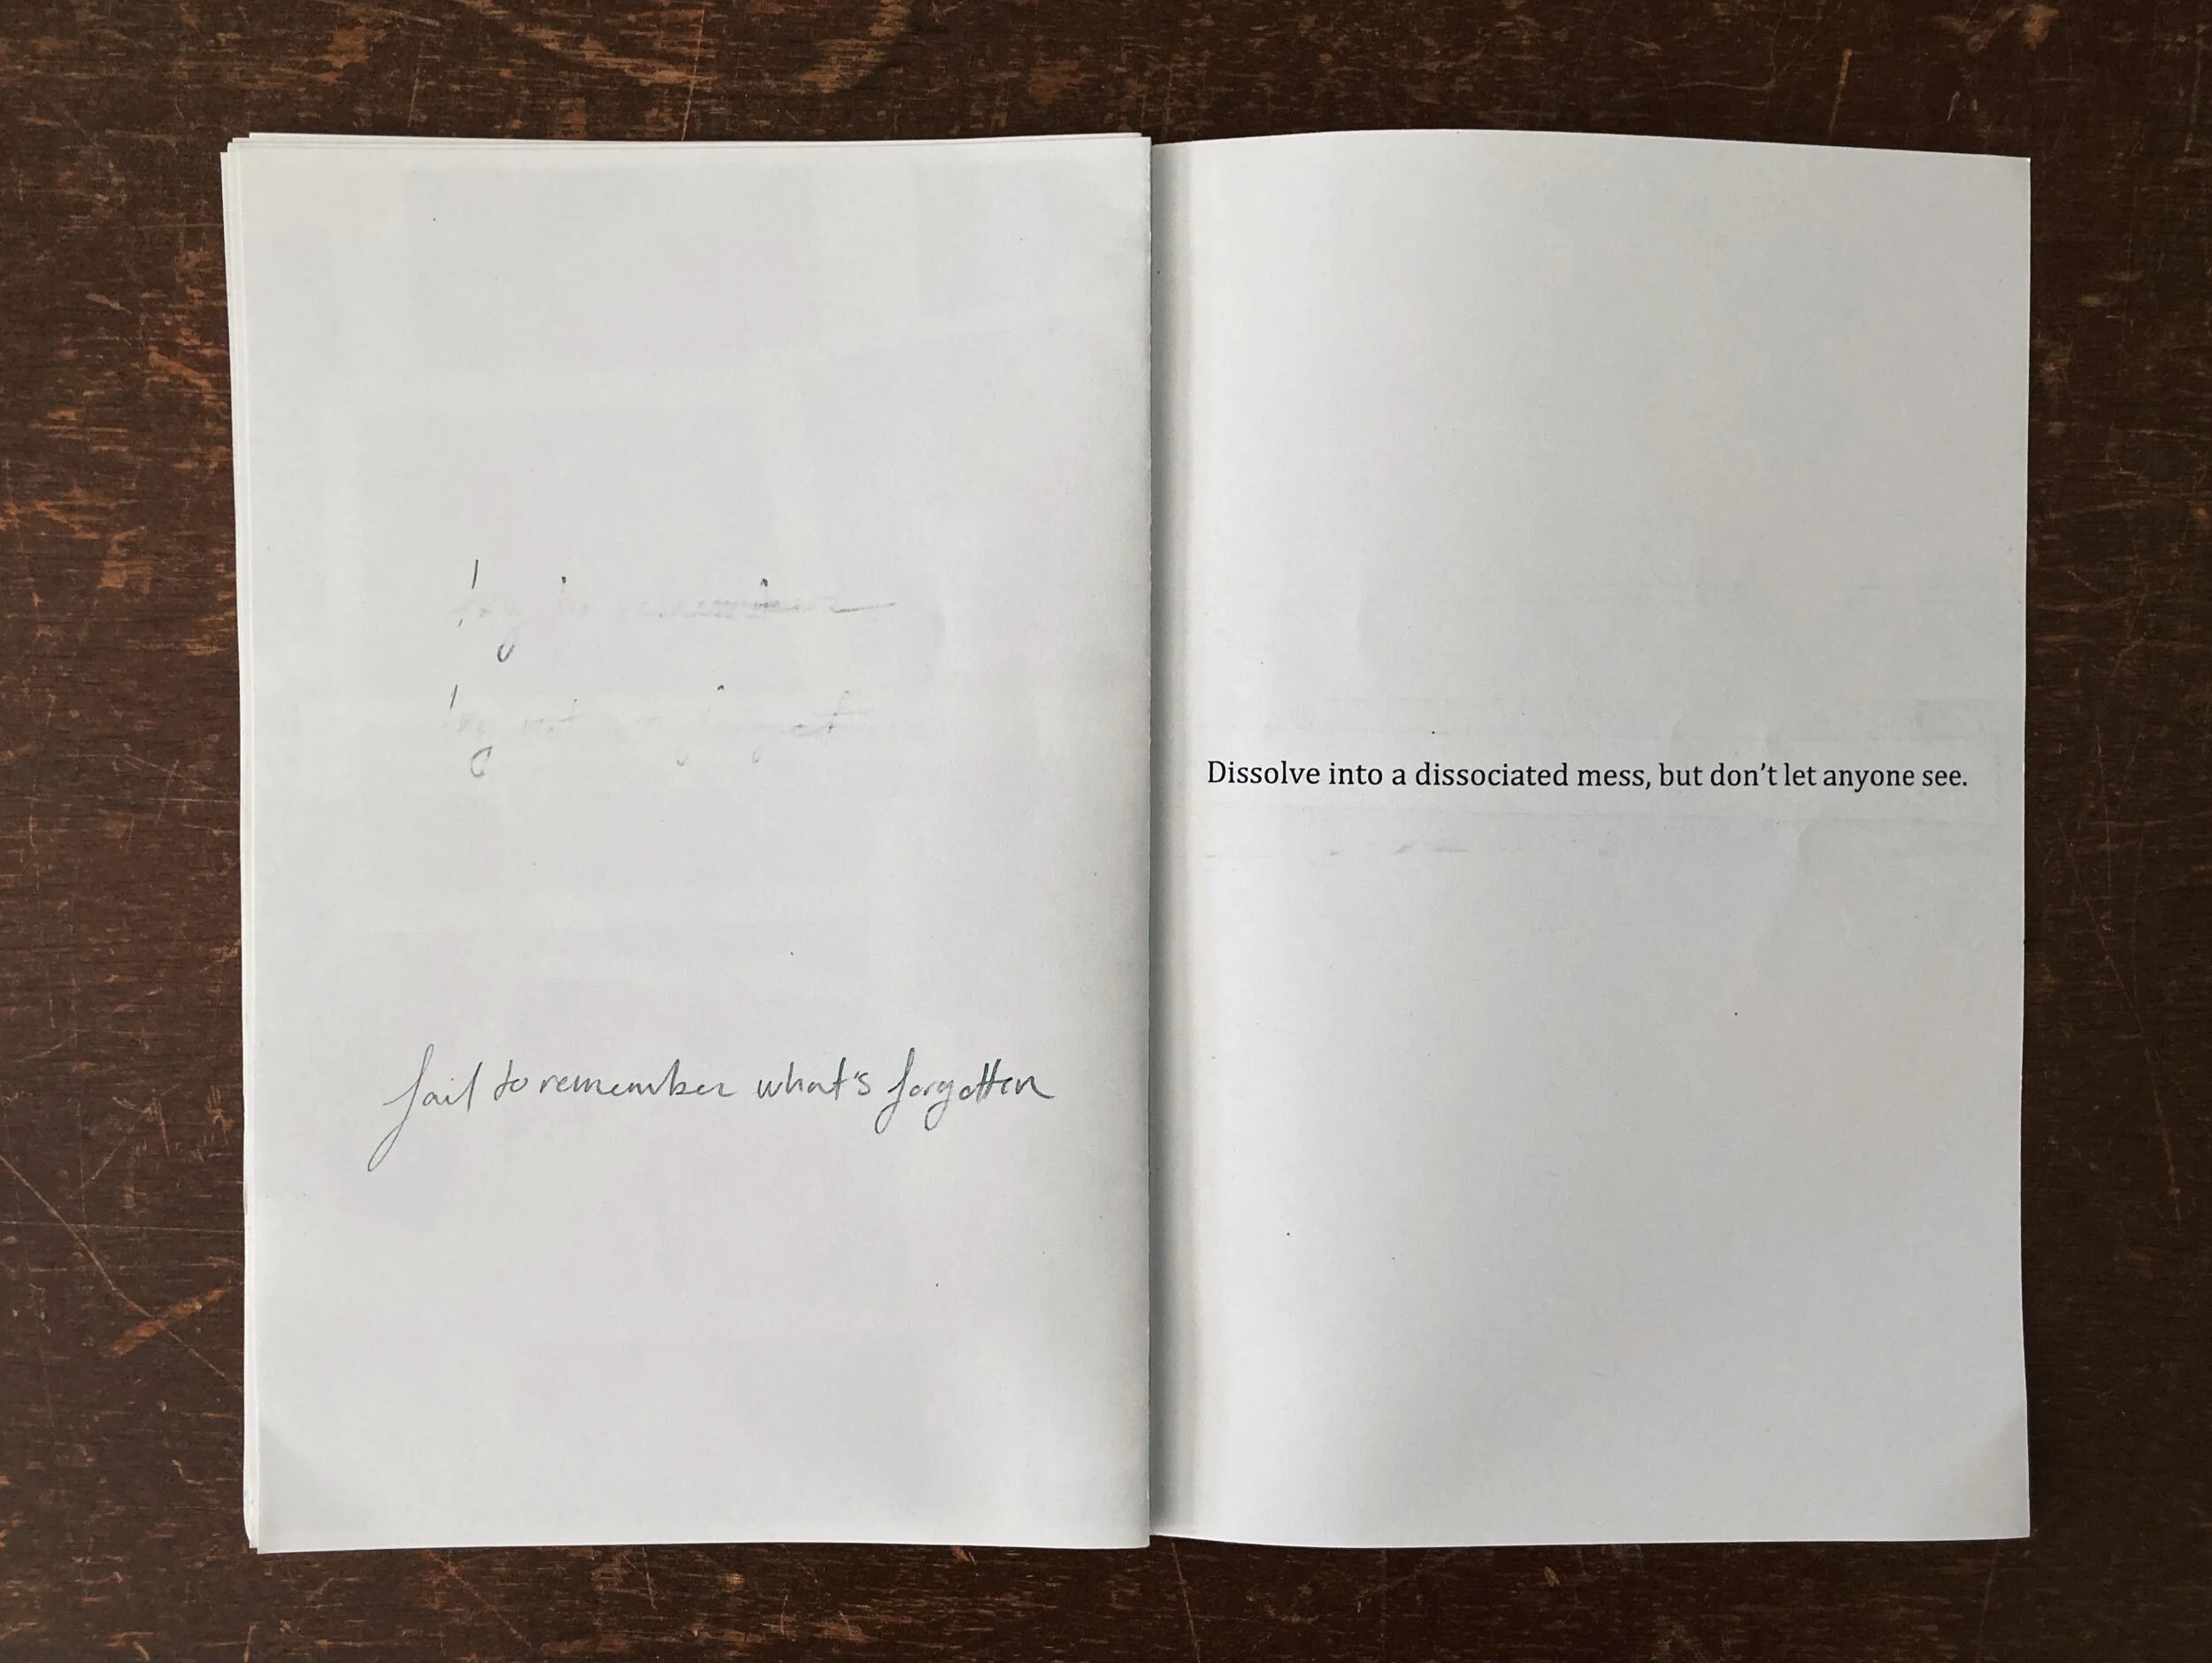 fail to remember what's forgotten
Dissolve into a dissociated mess, but don’t let anyone see.